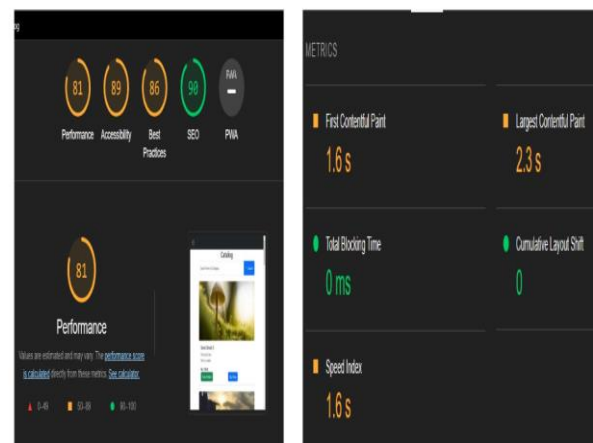 81
89
86
90
PWA
Performance
Accessibility
Best
Practices
SEO
PWA
81
Performance
Values are estimated and may vary. The performance score
is calculated directly from these metrics. See calculator.
0-49
50-89
90-100
Catalog
METRICS
First Contentful Paint
1.6 s
Largest Contentful Paint
2.3 s
Total Blocking Time
0 ms
Cumulative Layout Shift
0
Speed Index
1.6 s